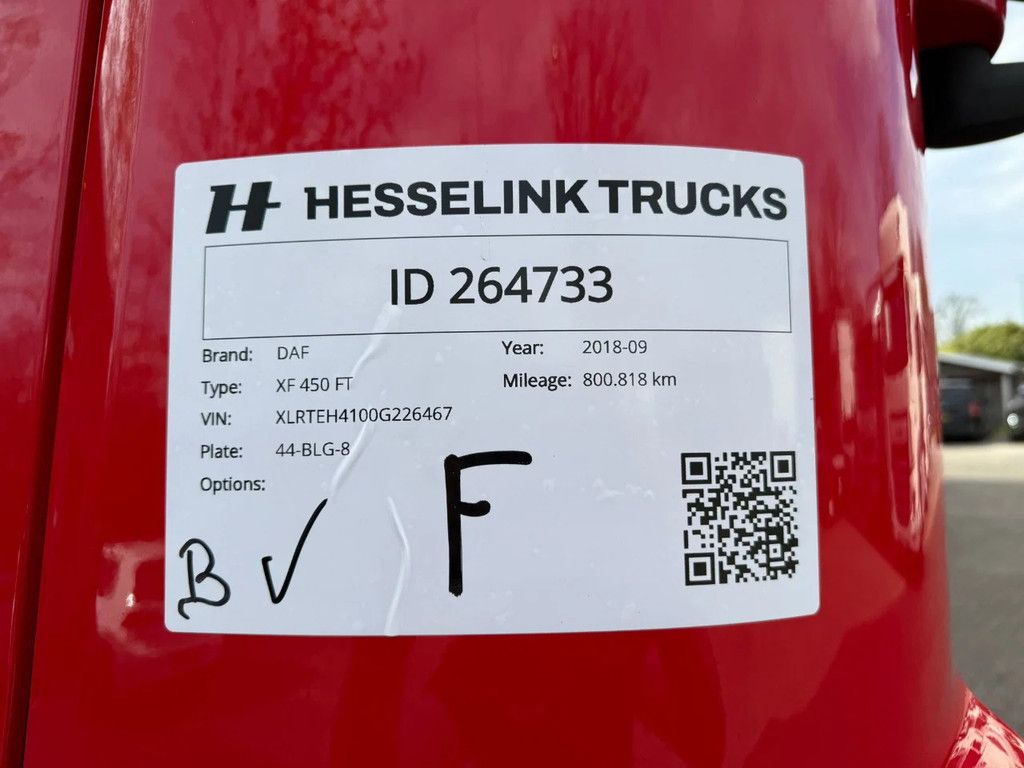 H HESSELINK TRUCKS
ID 264733
Brand: DAF Year: 2018-09
Type: XF 450 FT Mileage: 800.818 km
VIN: XLRTEH4100G226467
Plate: 44-BLG-8
Options:
B ✓ F